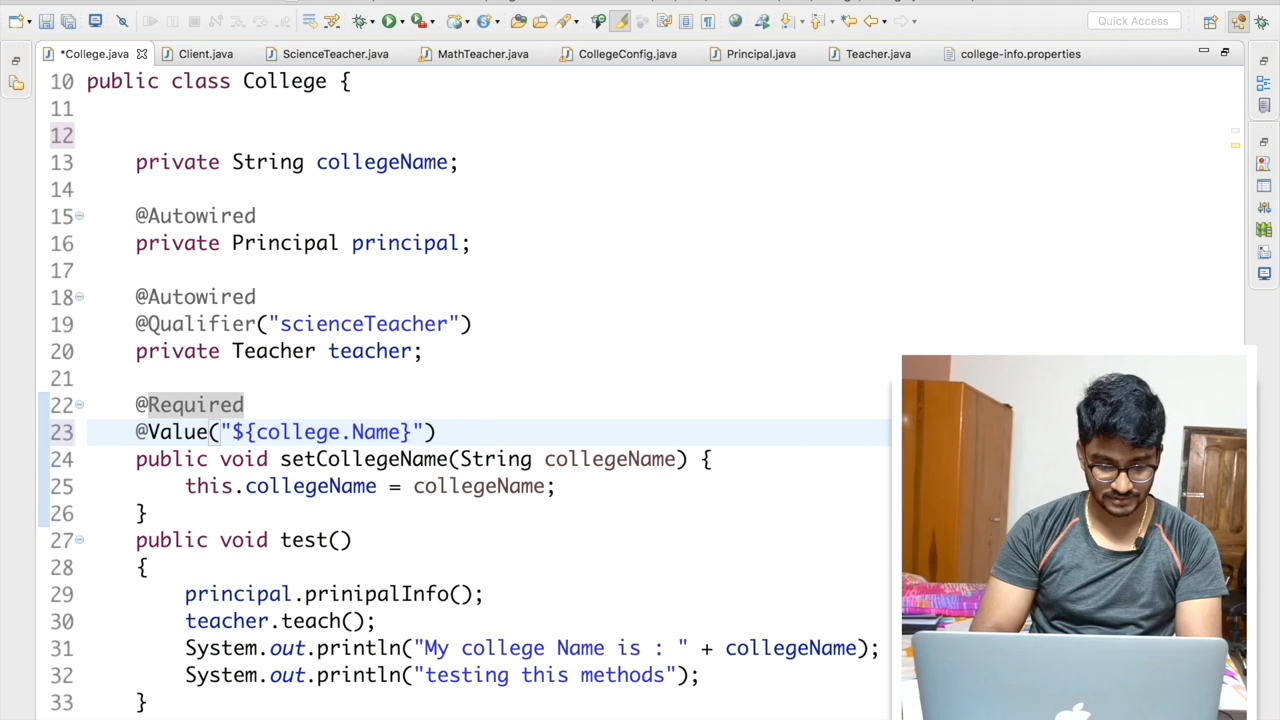 Quick Access
*College.java
Client.java
ScienceTeacher.java
MathTeacher.java
CollegeConfig.java
Principal.java
Teacher.java
college-info.properties
10 public class College {
11
12
13 private String collegeName;
14
15 @Autowired
16 private Principal principal;
17
18 @Autowired
19 @Qualifier("scienceTeacher")
20 private Teacher teacher;
21
22 @Required
23 @Value("${college.Name}")
24 public void setCollegeName(String collegeName) {
25 this.collegeName = collegeName;
26 }
27 public void test()
28 {
29 principal.prinipalInfo();
30 teacher.teach();
31 System.out.println("My college Name is : " + collegeName);
32 System.out.println("testing this methods");
33 }